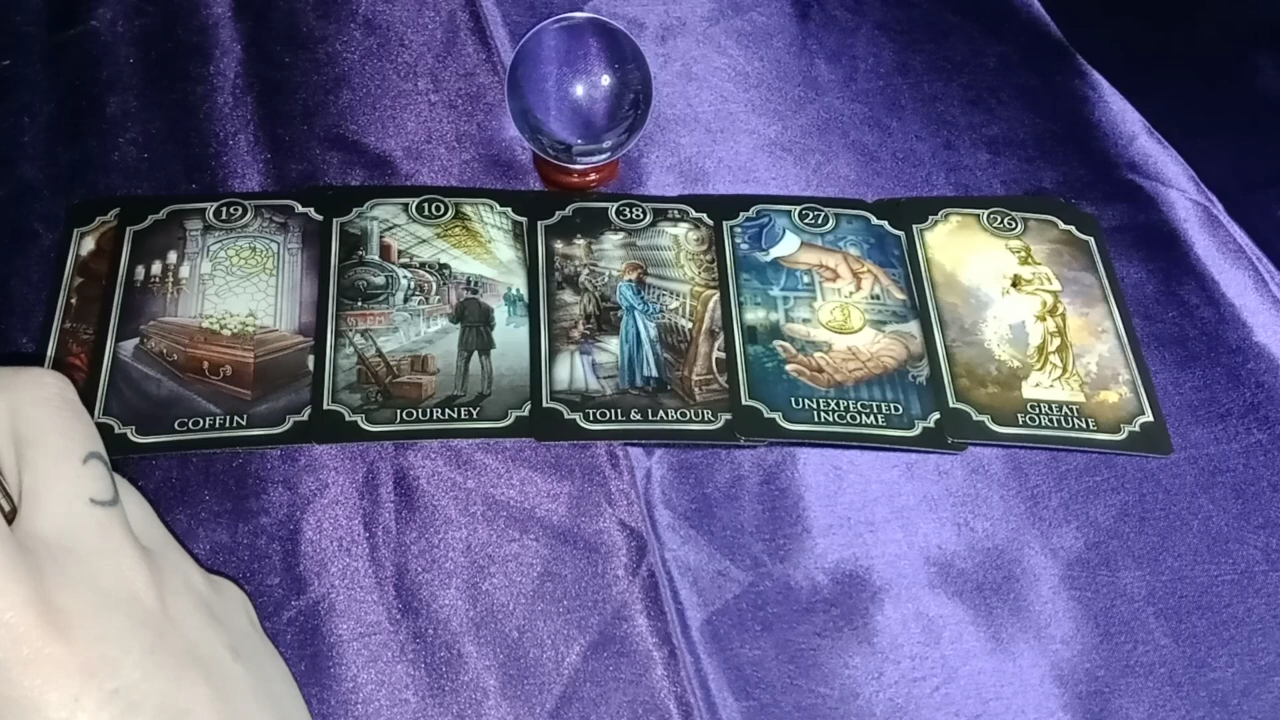 19
COFFIN
10
JOURNEY
38
TOIL & LABOUR
27
UNEXPECTED
INCOME
26
GREAT
FORTUNE